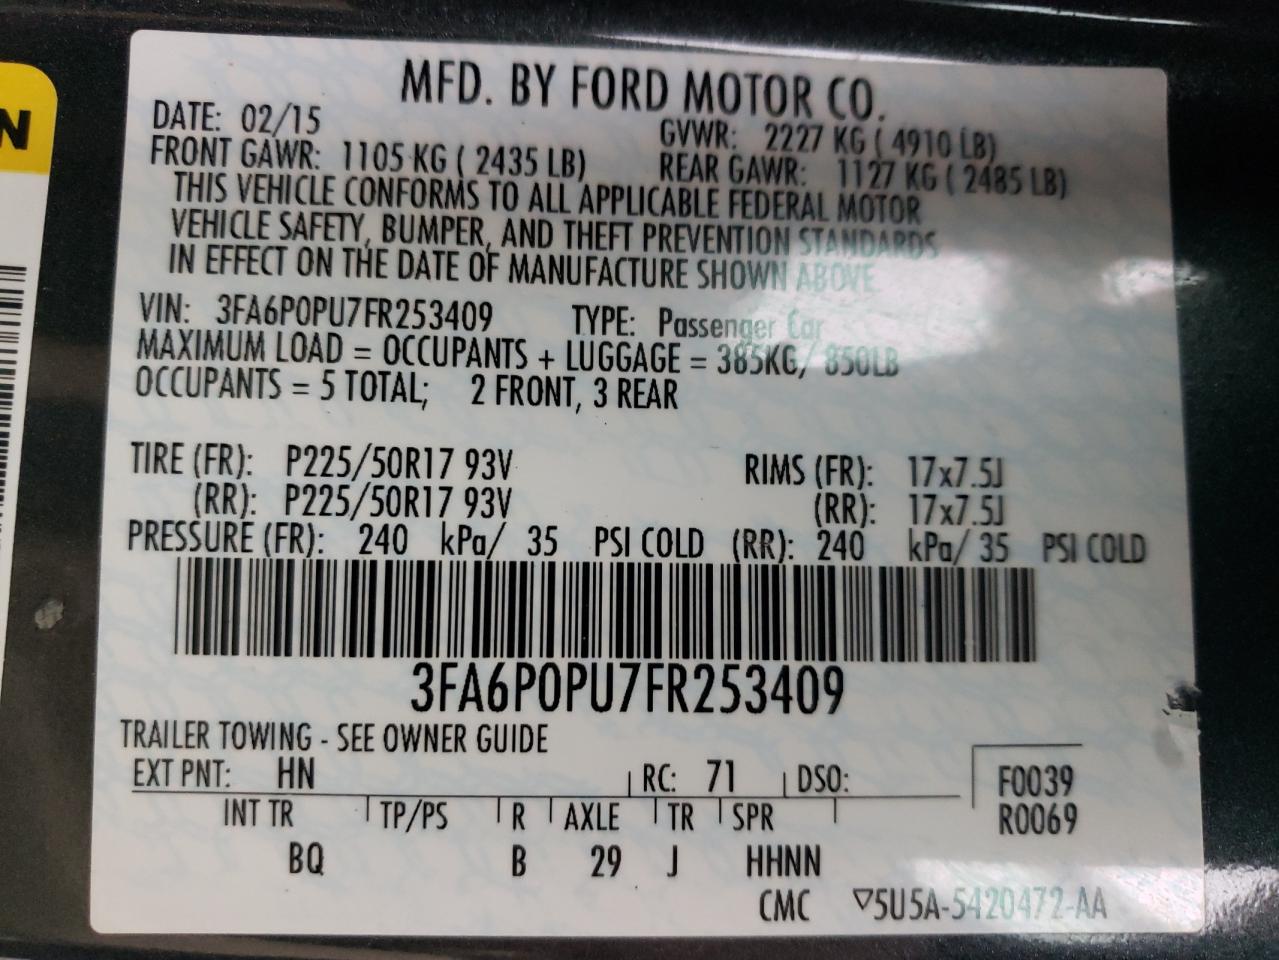 N
MFD. BY FORD MOTOR CO.
DATE: 02/15 GVWR: 2227 KG ( 4910 LB)
FRONT GAWR: 1105 KG ( 2435 LB) REAR GAWR: 1127 KG ( 2485 LB)
THIS VEHICLE CONFORMS TO ALL APPLICABLE FEDERAL MOTOR
VEHICLE SAFETY, BUMPER, AND THEFT PREVENTION STANDARDS
IN EFFECT ON THE DATE OF MANUFACTURE SHOWN ABOVE
VIN: 3FA6P0PU7FR253409 TYPE: Passenger Car
MAXIMUM LOAD = OCCUPANTS + LUGGAGE = 385KG/ 850LB
OCCUPANTS = 5 TOTAL; 2 FRONT, 3 REAR
TIRE (FR): P225/50R17 93V RIMS (FR): 17x7.5J
(RR): P225/50R17 93V (RR): 17x7.5J
PRESSURE (FR): 240 kPa/ 35 PSI COLD (RR): 240 kPa/ 35 PSI COLD
3FA6P0PU7FR253409
TRAILER TOWING - SEE OWNER GUIDE
EXT PNT: HN RC: 71 DSO: F0039
INT TR TP/PS R AXLE TR SPR R0069
BQ B 29 J HHNN
CMC ▽5U5A-5420472-AA